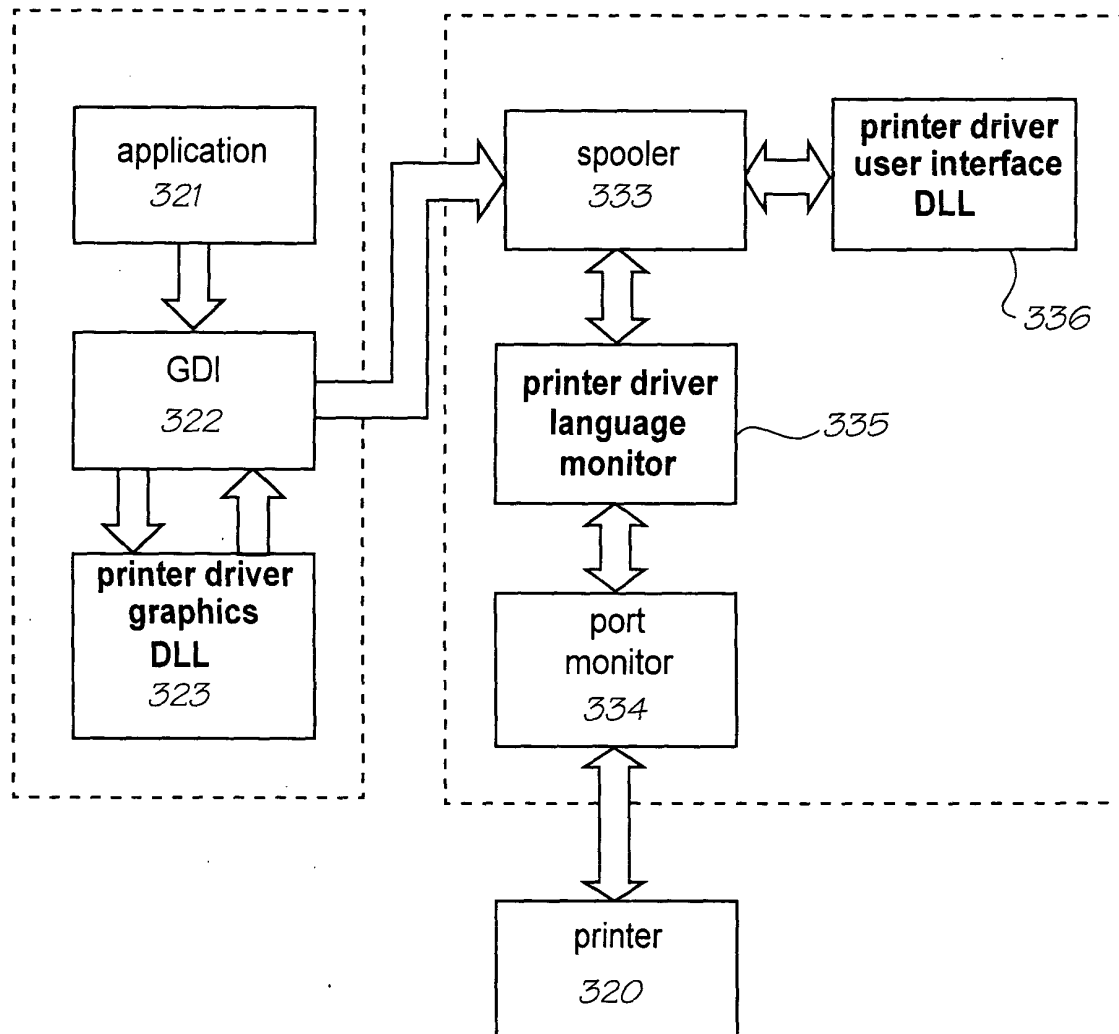 application
321
GDI
322
printer driver
graphics
DLL
323
spooler
333
printer driver
user interface
DLL
336
printer driver
language
monitor
335
port
monitor
334
printer
320